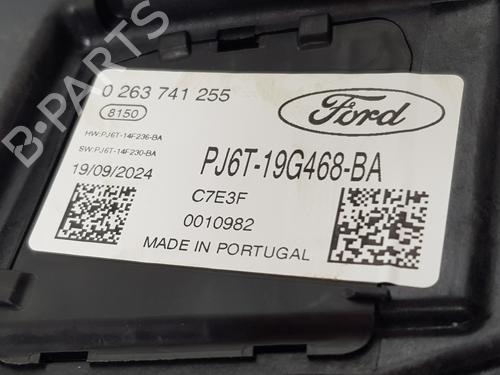 B-PARTS
0 263 741 255
Ford
8150
HW:PJ6T-14F236-BA
SW:PJ6T-14F230-BA
PJ6T-19G468-BA
19/09/2024
C7E3F
0010982
MADE IN PORTUGAL